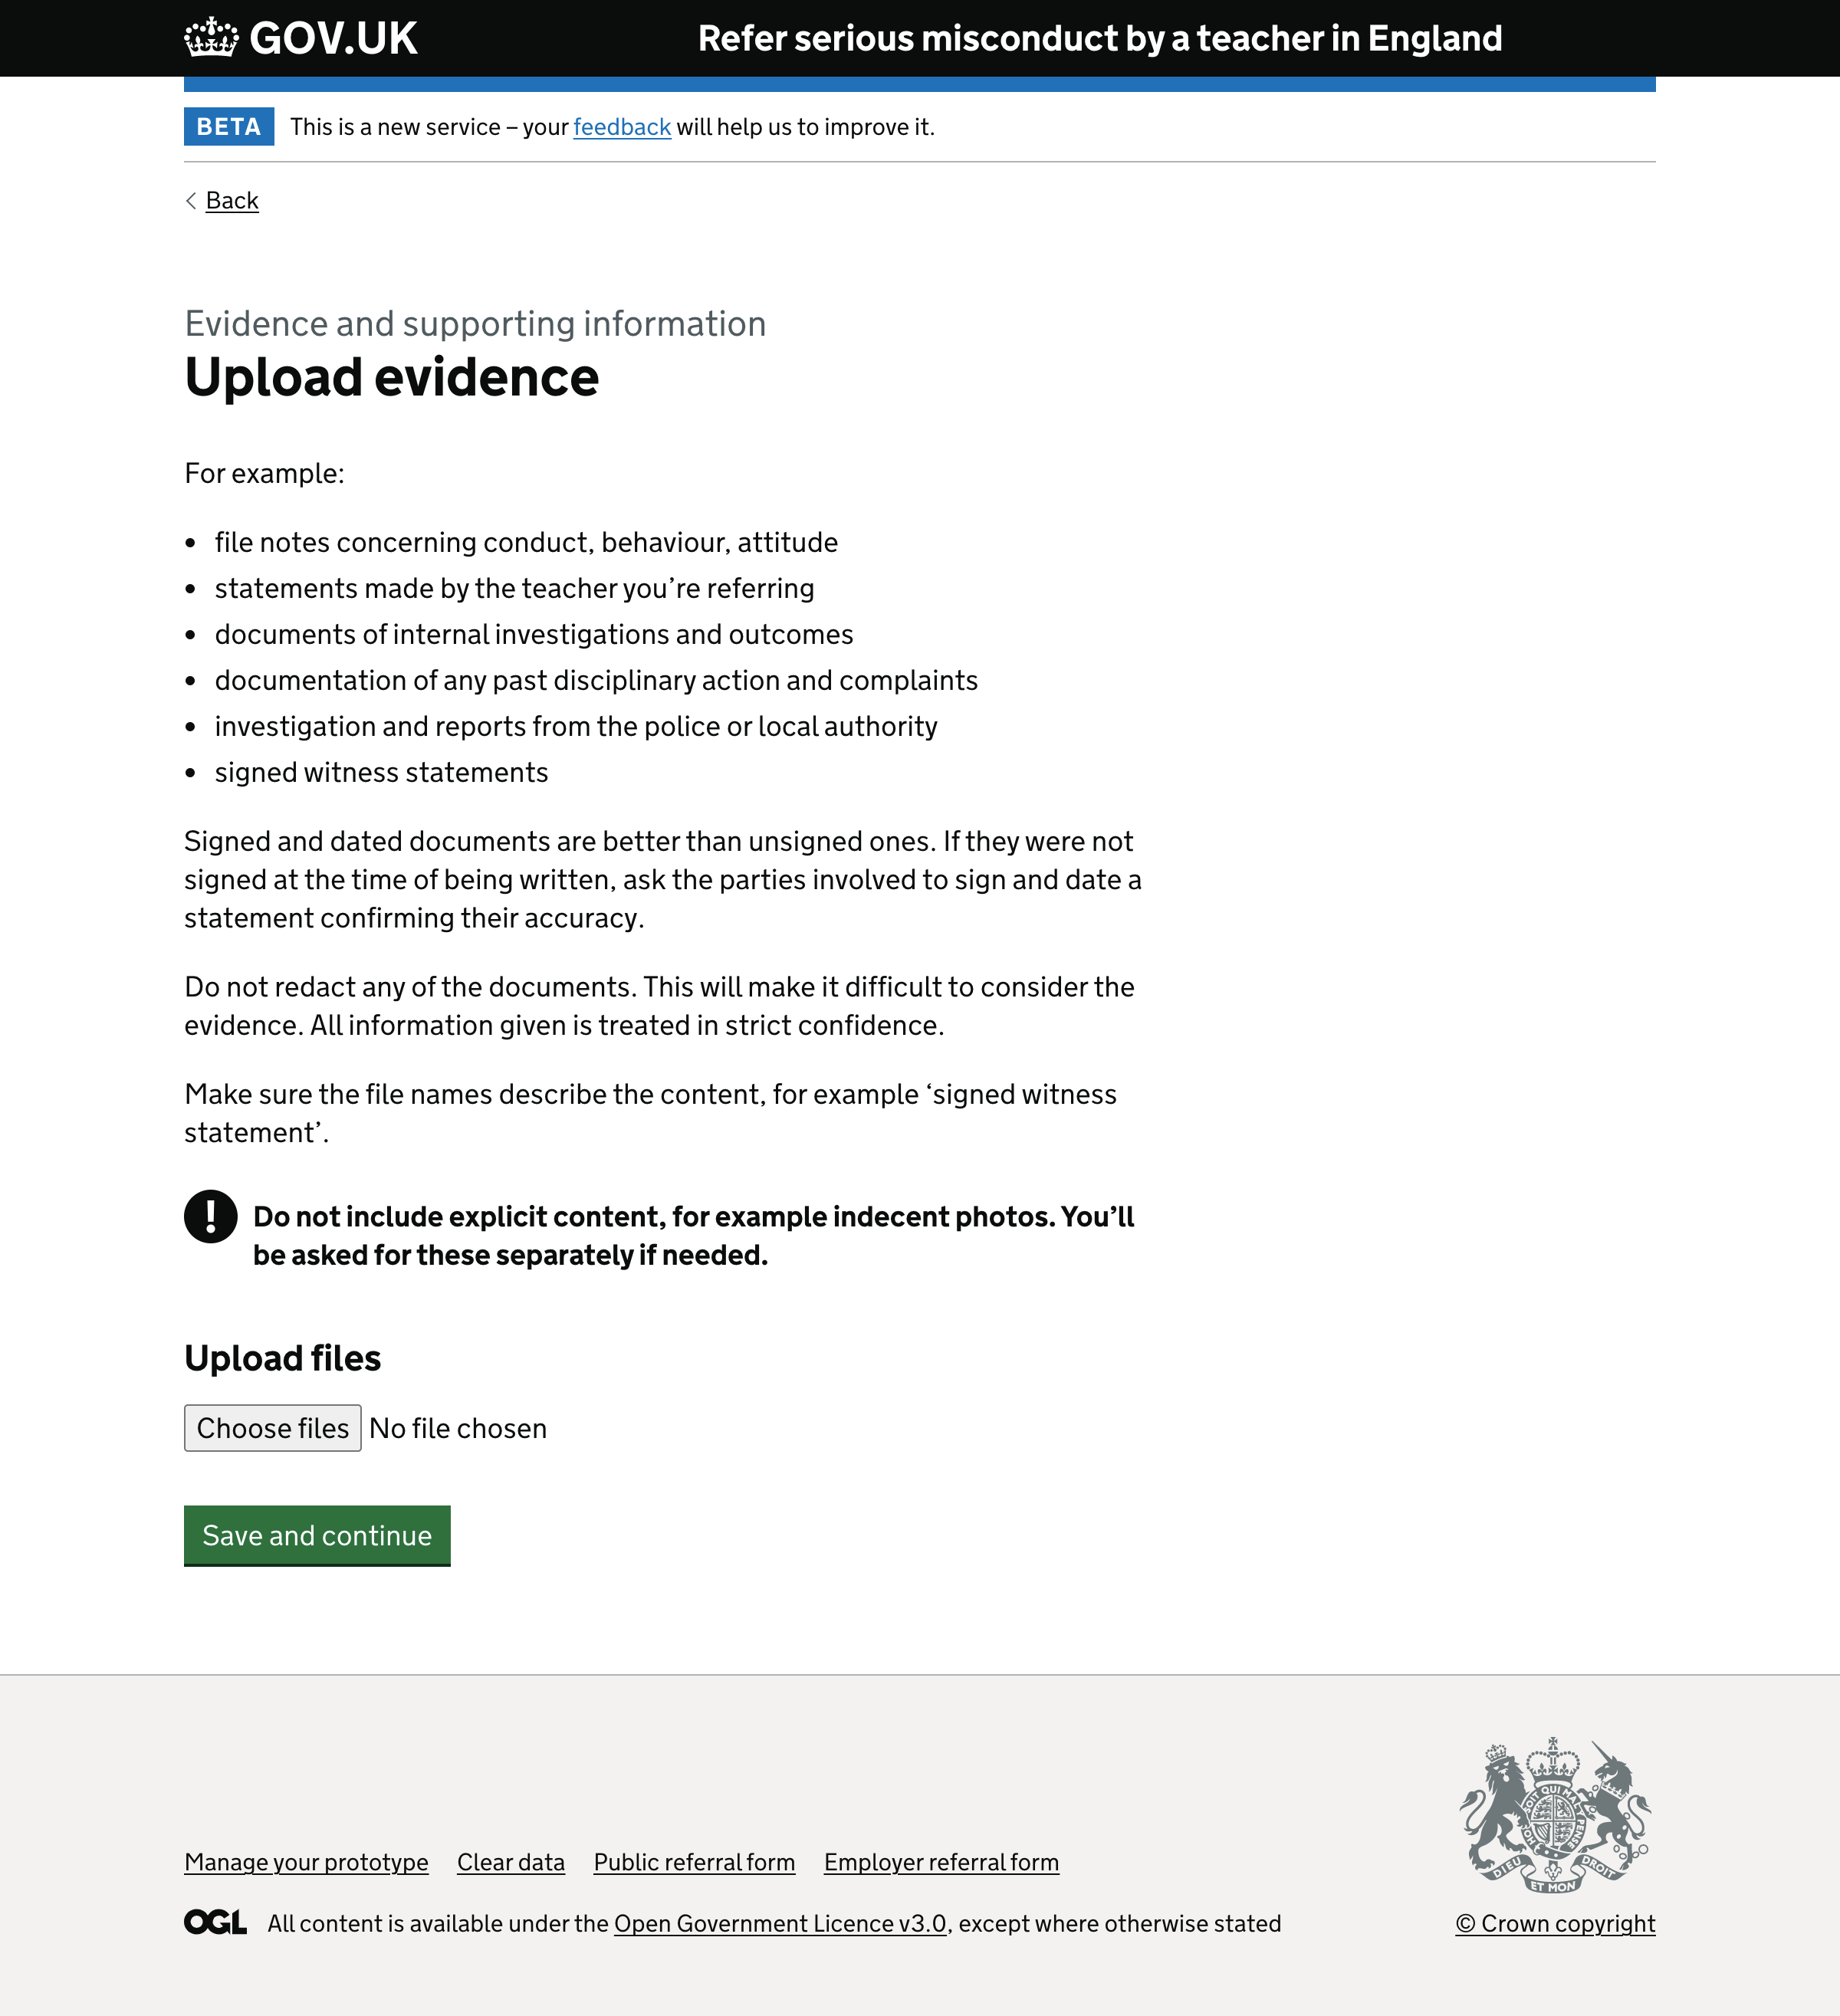 GOV.UK
Refer serious misconduct by a teacher in England
BETA
This is a new service – your feedback will help us to improve it.
Back
Evidence and supporting information
Upload evidence
For example:
• file notes concerning conduct, behaviour, attitude
• statements made by the teacher you’re referring
• documents of internal investigations and outcomes
• documentation of any past disciplinary action and complaints
• investigation and reports from the police or local authority
• signed witness statements
Signed and dated documents are better than unsigned ones. If they were not
signed at the time of being written, ask the parties involved to sign and date a
statement confirming their accuracy.
Do not redact any of the documents. This will make it difficult to consider the
evidence. All information given is treated in strict confidence.
Make sure the file names describe the content, for example ‘signed witness
statement’.
! Do not include explicit content, for example indecent photos. You’ll
be asked for these separately if needed.
Upload files
Choose files No file chosen
Save and continue
Manage your prototype Clear data Public referral form Employer referral form
OGL All content is available under the Open Government Licence v3.0, except where otherwise stated
DIEU ET MON DROIT
© Crown copyright